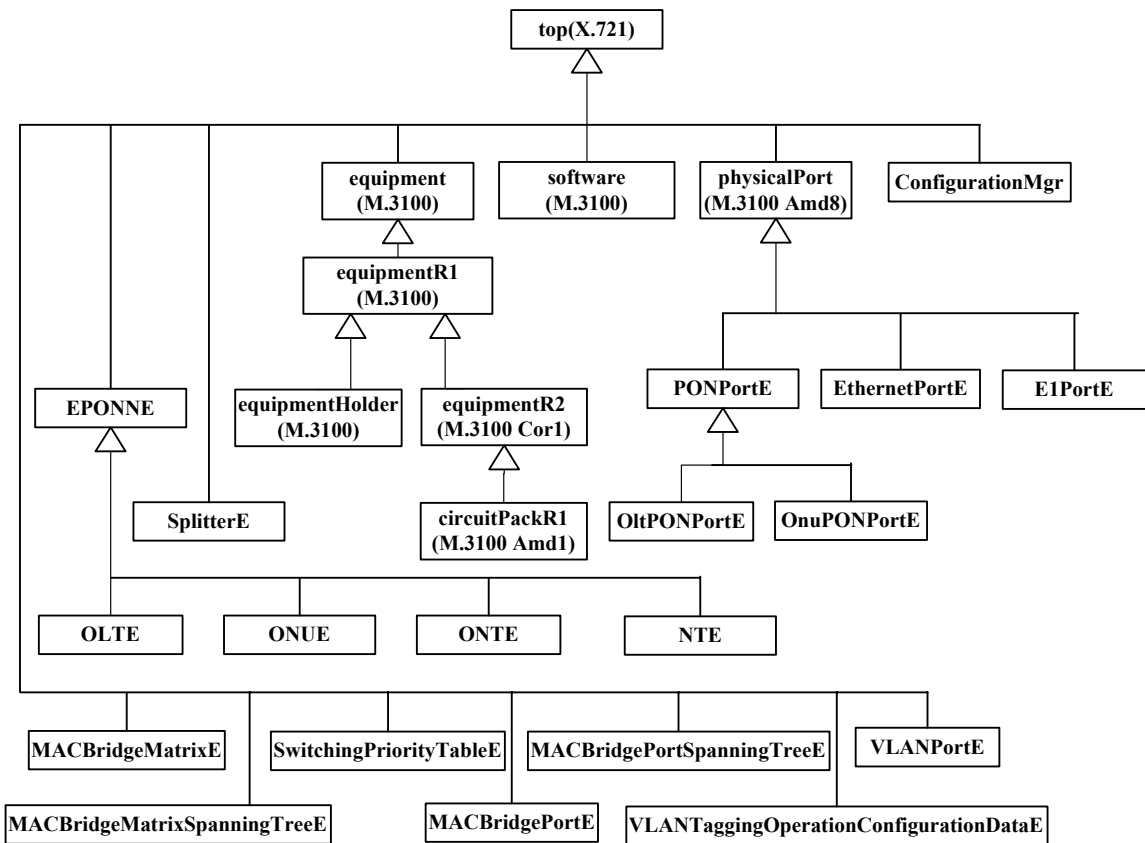 top(X.721)
equipment
(M.3100)
software
(M.3100)
physicalPort
(M.3100 Amd8)
ConfigurationMgr
equipmentR1
(M.3100)
EPONNE
equipmentHolder
(M.3100)
equipmentR2
(M.3100 Cor1)
PONPortE
EthernetPortE
E1PortE
SplitterE
circuitPackR1
(M.3100 Amd1)
OltPONPortE
OnuPONPortE
OLTE
ONUE
ONTE
NTE
MACBridgeMatrixE
SwitchingPriorityTableE
MACBridgePortSpanningTreeE
VLANPortE
MACBridgeMatrixSpanningTreeE
MACBridgePortE
VLANTaggingOperationConfigurationDataE